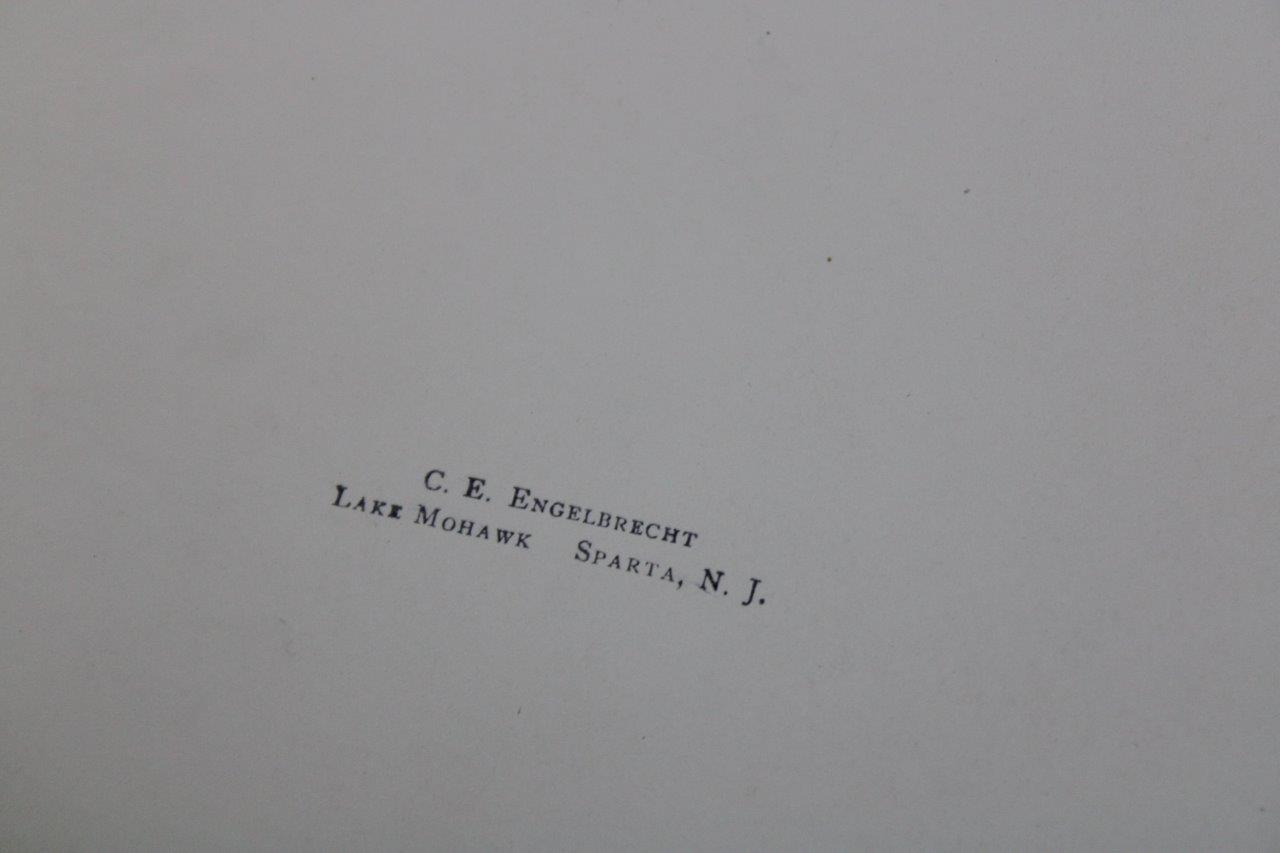 C. E. ENGELBRECHT
LAKE MOHAWK SPARTA, N. J.